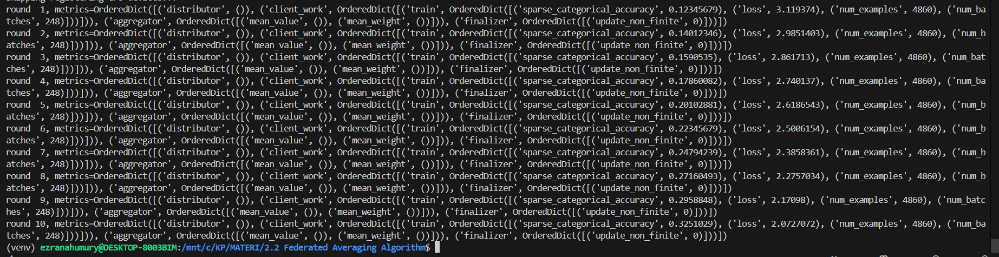 round  1, metrics=OrderedDict([('distributor', ()), ('client_work', OrderedDict([('train', OrderedDict([('sparse_categorical_accuracy', 0.12345679), ('loss', 3.119374), ('num_examples', 4860), ('num_ba
tches', 248)]))])), ('aggregator', OrderedDict([('mean_value', ()), ('mean_weight', ())])), ('finalizer', OrderedDict([('update_non_finite', 0)]))])
round  2, metrics=OrderedDict([('distributor', ()), ('client_work', OrderedDict([('train', OrderedDict([('sparse_categorical_accuracy', 0.14012346), ('loss', 2.9851403), ('num_examples', 4860), ('num_b
atches', 248)]))])), ('aggregator', OrderedDict([('mean_value', ()), ('mean_weight', ())])), ('finalizer', OrderedDict([('update_non_finite', 0)]))])
round  3, metrics=OrderedDict([('distributor', ()), ('client_work', OrderedDict([('train', OrderedDict([('sparse_categorical_accuracy', 0.1590535), ('loss', 2.861713), ('num_examples', 4860), ('num_bat
ches', 248)]))])), ('aggregator', OrderedDict([('mean_value', ()), ('mean_weight', ())])), ('finalizer', OrderedDict([('update_non_finite', 0)]))])
round  4, metrics=OrderedDict([('distributor', ()), ('client_work', OrderedDict([('train', OrderedDict([('sparse_categorical_accuracy', 0.17860082), ('loss', 2.740137), ('num_examples', 4860), ('num_ba
tches', 248)]))])), ('aggregator', OrderedDict([('mean_value', ()), ('mean_weight', ())])), ('finalizer', OrderedDict([('update_non_finite', 0)]))])
round  5, metrics=OrderedDict([('distributor', ()), ('client_work', OrderedDict([('train', OrderedDict([('sparse_categorical_accuracy', 0.20102881), ('loss', 2.6186543), ('num_examples', 4860), ('num_b
atches', 248)]))])), ('aggregator', OrderedDict([('mean_value', ()), ('mean_weight', ())])), ('finalizer', OrderedDict([('update_non_finite', 0)]))])
round  6, metrics=OrderedDict([('distributor', ()), ('client_work', OrderedDict([('train', OrderedDict([('sparse_categorical_accuracy', 0.22345679), ('loss', 2.5006154), ('num_examples', 4860), ('num_b
atches', 248)]))])), ('aggregator', OrderedDict([('mean_value', ()), ('mean_weight', ())])), ('finalizer', OrderedDict([('update_non_finite', 0)]))])
round  7, metrics=OrderedDict([('distributor', ()), ('client_work', OrderedDict([('train', OrderedDict([('sparse_categorical_accuracy', 0.24794239), ('loss', 2.3858361), ('num_examples', 4860), ('num_b
atches', 248)]))])), ('aggregator', OrderedDict([('mean_value', ()), ('mean_weight', ())])), ('finalizer', OrderedDict([('update_non_finite', 0)]))])
round  8, metrics=OrderedDict([('distributor', ()), ('client_work', OrderedDict([('train', OrderedDict([('sparse_categorical_accuracy', 0.27160493), ('loss', 2.2757034), ('num_examples', 4860), ('num_b
atches', 248)]))])), ('aggregator', OrderedDict([('mean_value', ()), ('mean_weight', ())])), ('finalizer', OrderedDict([('update_non_finite', 0)]))])
round  9, metrics=OrderedDict([('distributor', ()), ('client_work', OrderedDict([('train', OrderedDict([('sparse_categorical_accuracy', 0.2958848), ('loss', 2.17098), ('num_examples', 4860), ('num_batc
hes', 248)]))])), ('aggregator', OrderedDict([('mean_value', ()), ('mean_weight', ())])), ('finalizer', OrderedDict([('update_non_finite', 0)]))])
round 10, metrics=OrderedDict([('distributor', ()), ('client_work', OrderedDict([('train', OrderedDict([('sparse_categorical_accuracy', 0.3251029), ('loss', 2.0727072), ('num_examples', 4860), ('num_ba
tches', 248)]))])), ('aggregator', OrderedDict([('mean_value', ()), ('mean_weight', ())])), ('finalizer', OrderedDict([('update_non_finite', 0)]))])
(venv) ezranahumury@DESKTOP-8003BIM:/mnt/c/KP/MATERI/2.2 Federated Averaging Algorithm$